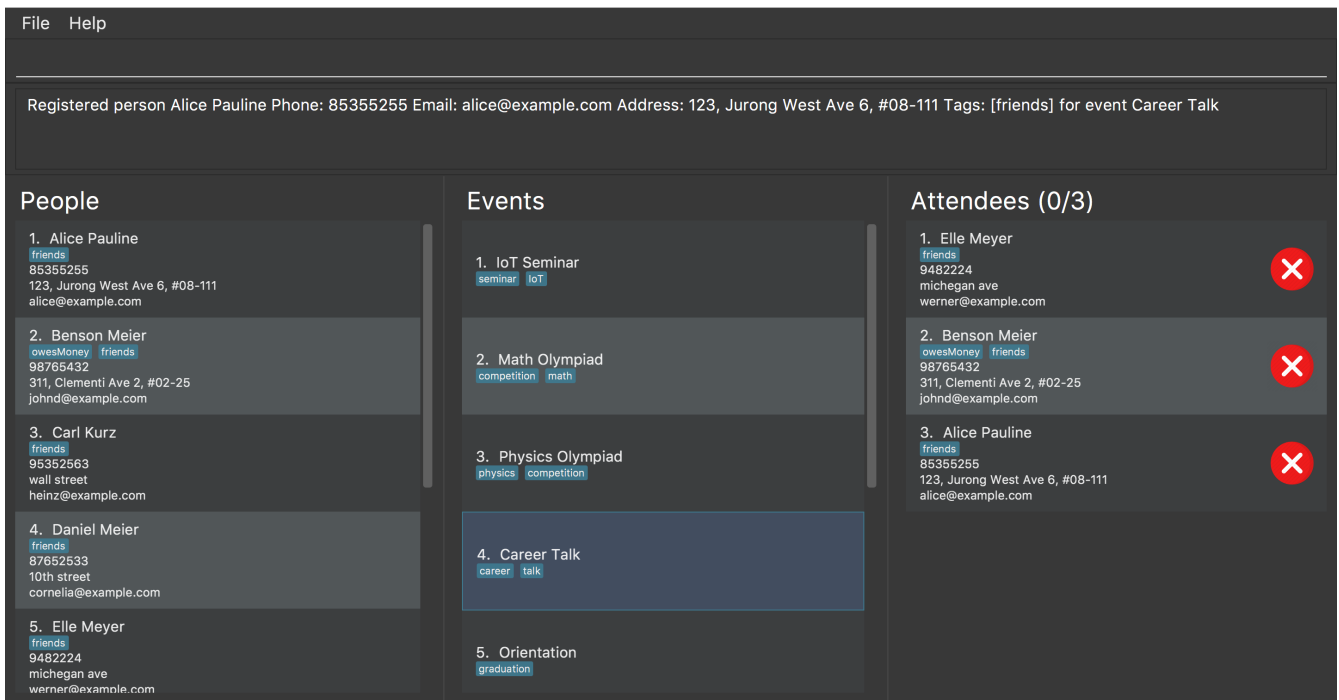 File Help
Registered person Alice Pauline Phone: 85355255 Email: alice@example.com Address: 123, Jurong West Ave 6, #08-111 Tags: [friends] for event Career Talk
People
1. Alice Pauline
friends
85355255
123, Jurong West Ave 6, #08-111
alice@example.com
2. Benson Meier
owesMoney friends
98765432
311, Clementi Ave 2, #02-25
johnd@example.com
3. Carl Kurz
friends
95352563
wall street
heinz@example.com
4. Daniel Meier
friends
87652533
10th street
cornelia@example.com
5. Elle Meyer
friends
9482224
michegan ave
werner@example.com
Events
1. IoT Seminar
seminar IoT
2. Math Olympiad
competition math
3. Physics Olympiad
physics competition
4. Career Talk
career talk
5. Orientation
graduation
Attendees (0/3)
1. Elle Meyer
friends
9482224
michegan ave
werner@example.com
2. Benson Meier
owesMoney friends
98765432
311, Clementi Ave 2, #02-25
johnd@example.com
3. Alice Pauline
friends
85355255
123, Jurong West Ave 6, #08-111
alice@example.com